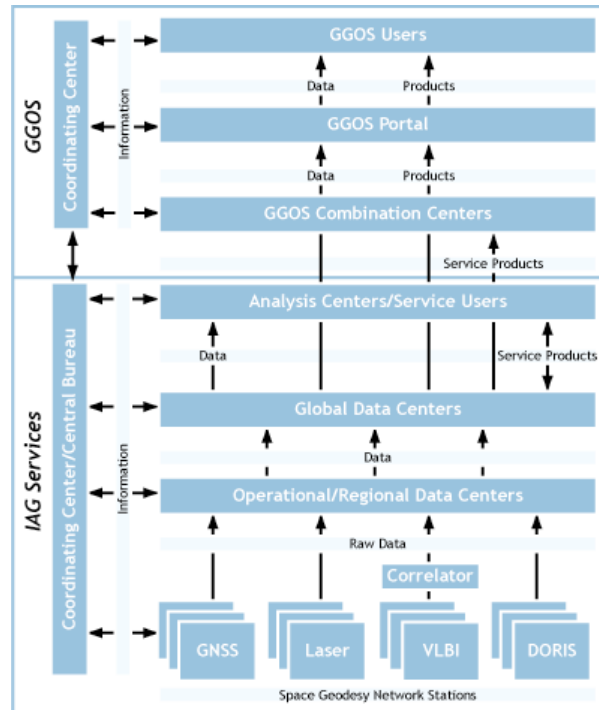 GGOS
Coordinating Center
Information
GGOS Users
Data
Products
GGOS Portal
Data
Products
GGOS Combination Centers
Service Products
IAG Services
Coordinating Center/Central Bureau
Information
Analysis Centers/Service Users
Data
Service Products
Global Data Centers
Data
Operational/Regional Data Centers
Raw Data
Correlator
GNSS
Laser
VLBI
DORIS
Space Geodesy Network Stations